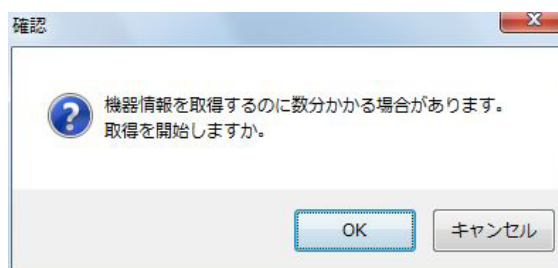 確認
機器情報を取得するのに数分かかる場合があります。
取得を開始しますか。
OK
キャンセル